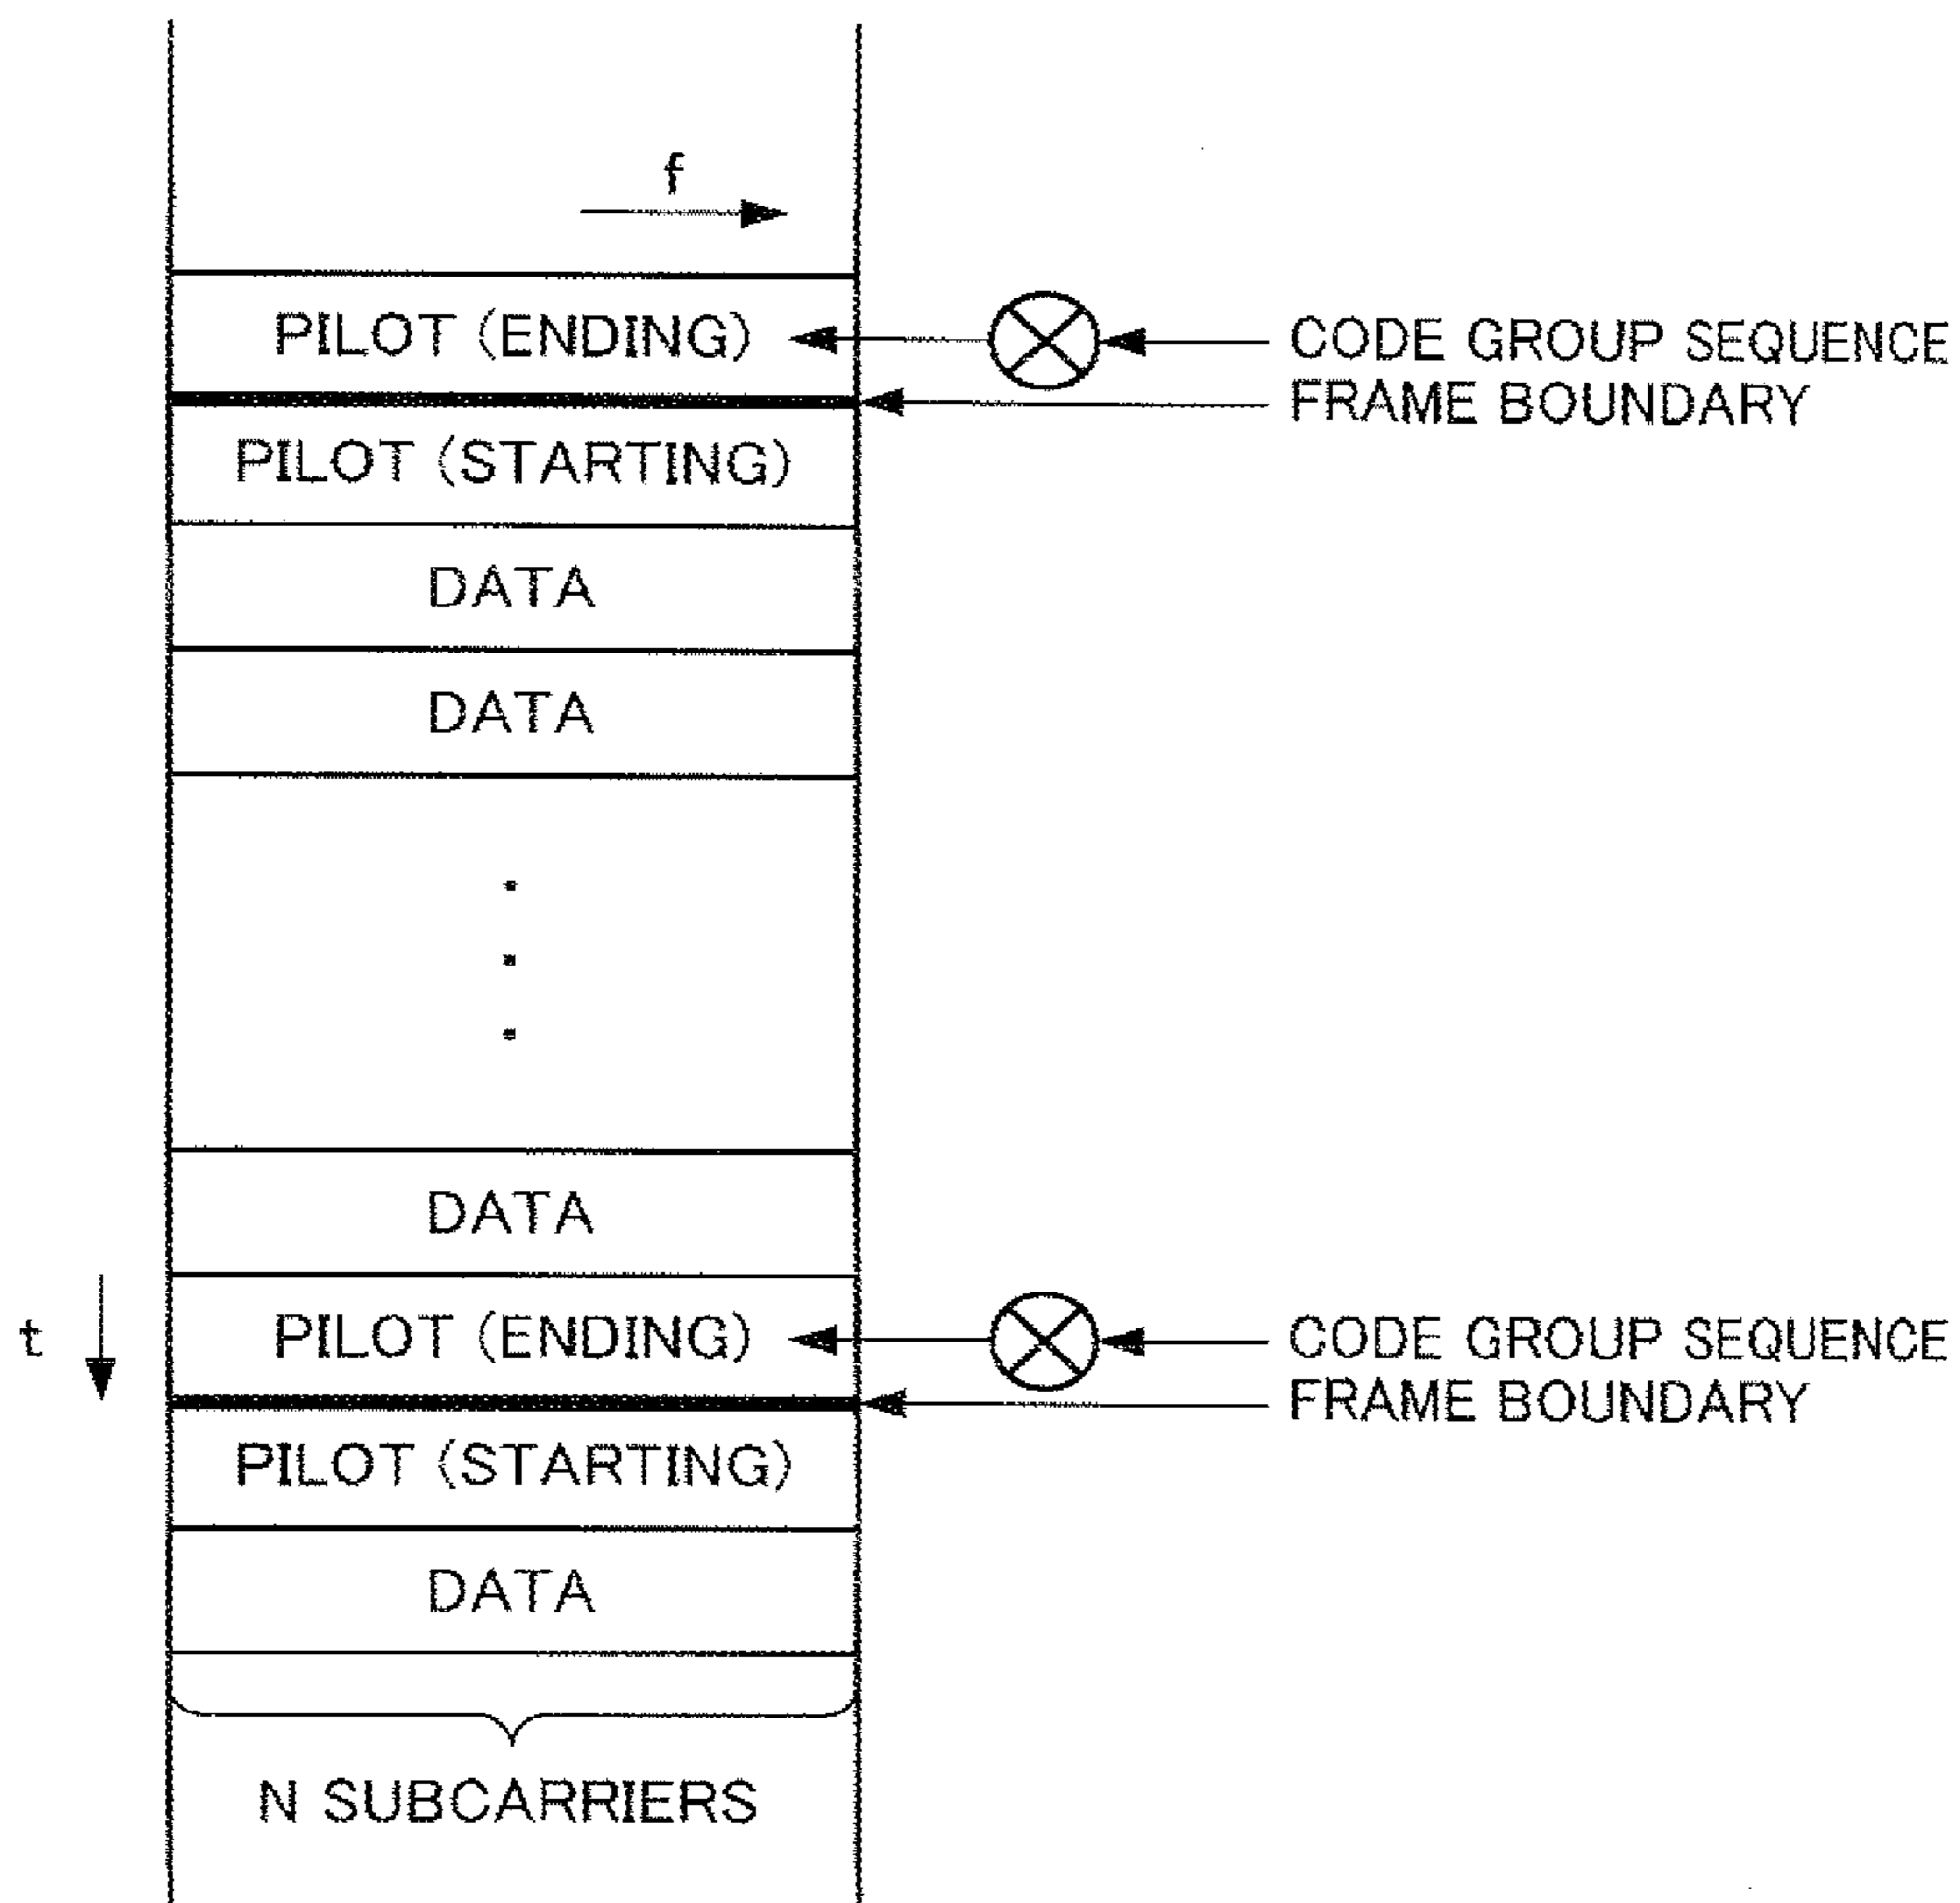 f
PILOT (ENDING)
CODE GROUP SEQUENCE
FRAME BOUNDARY
PILOT (STARTING)
DATA
DATA
DATA
t
PILOT (ENDING)
CODE GROUP SEQUENCE
FRAME BOUNDARY
PILOT (STARTING)
DATA
N SUBCARRIERS